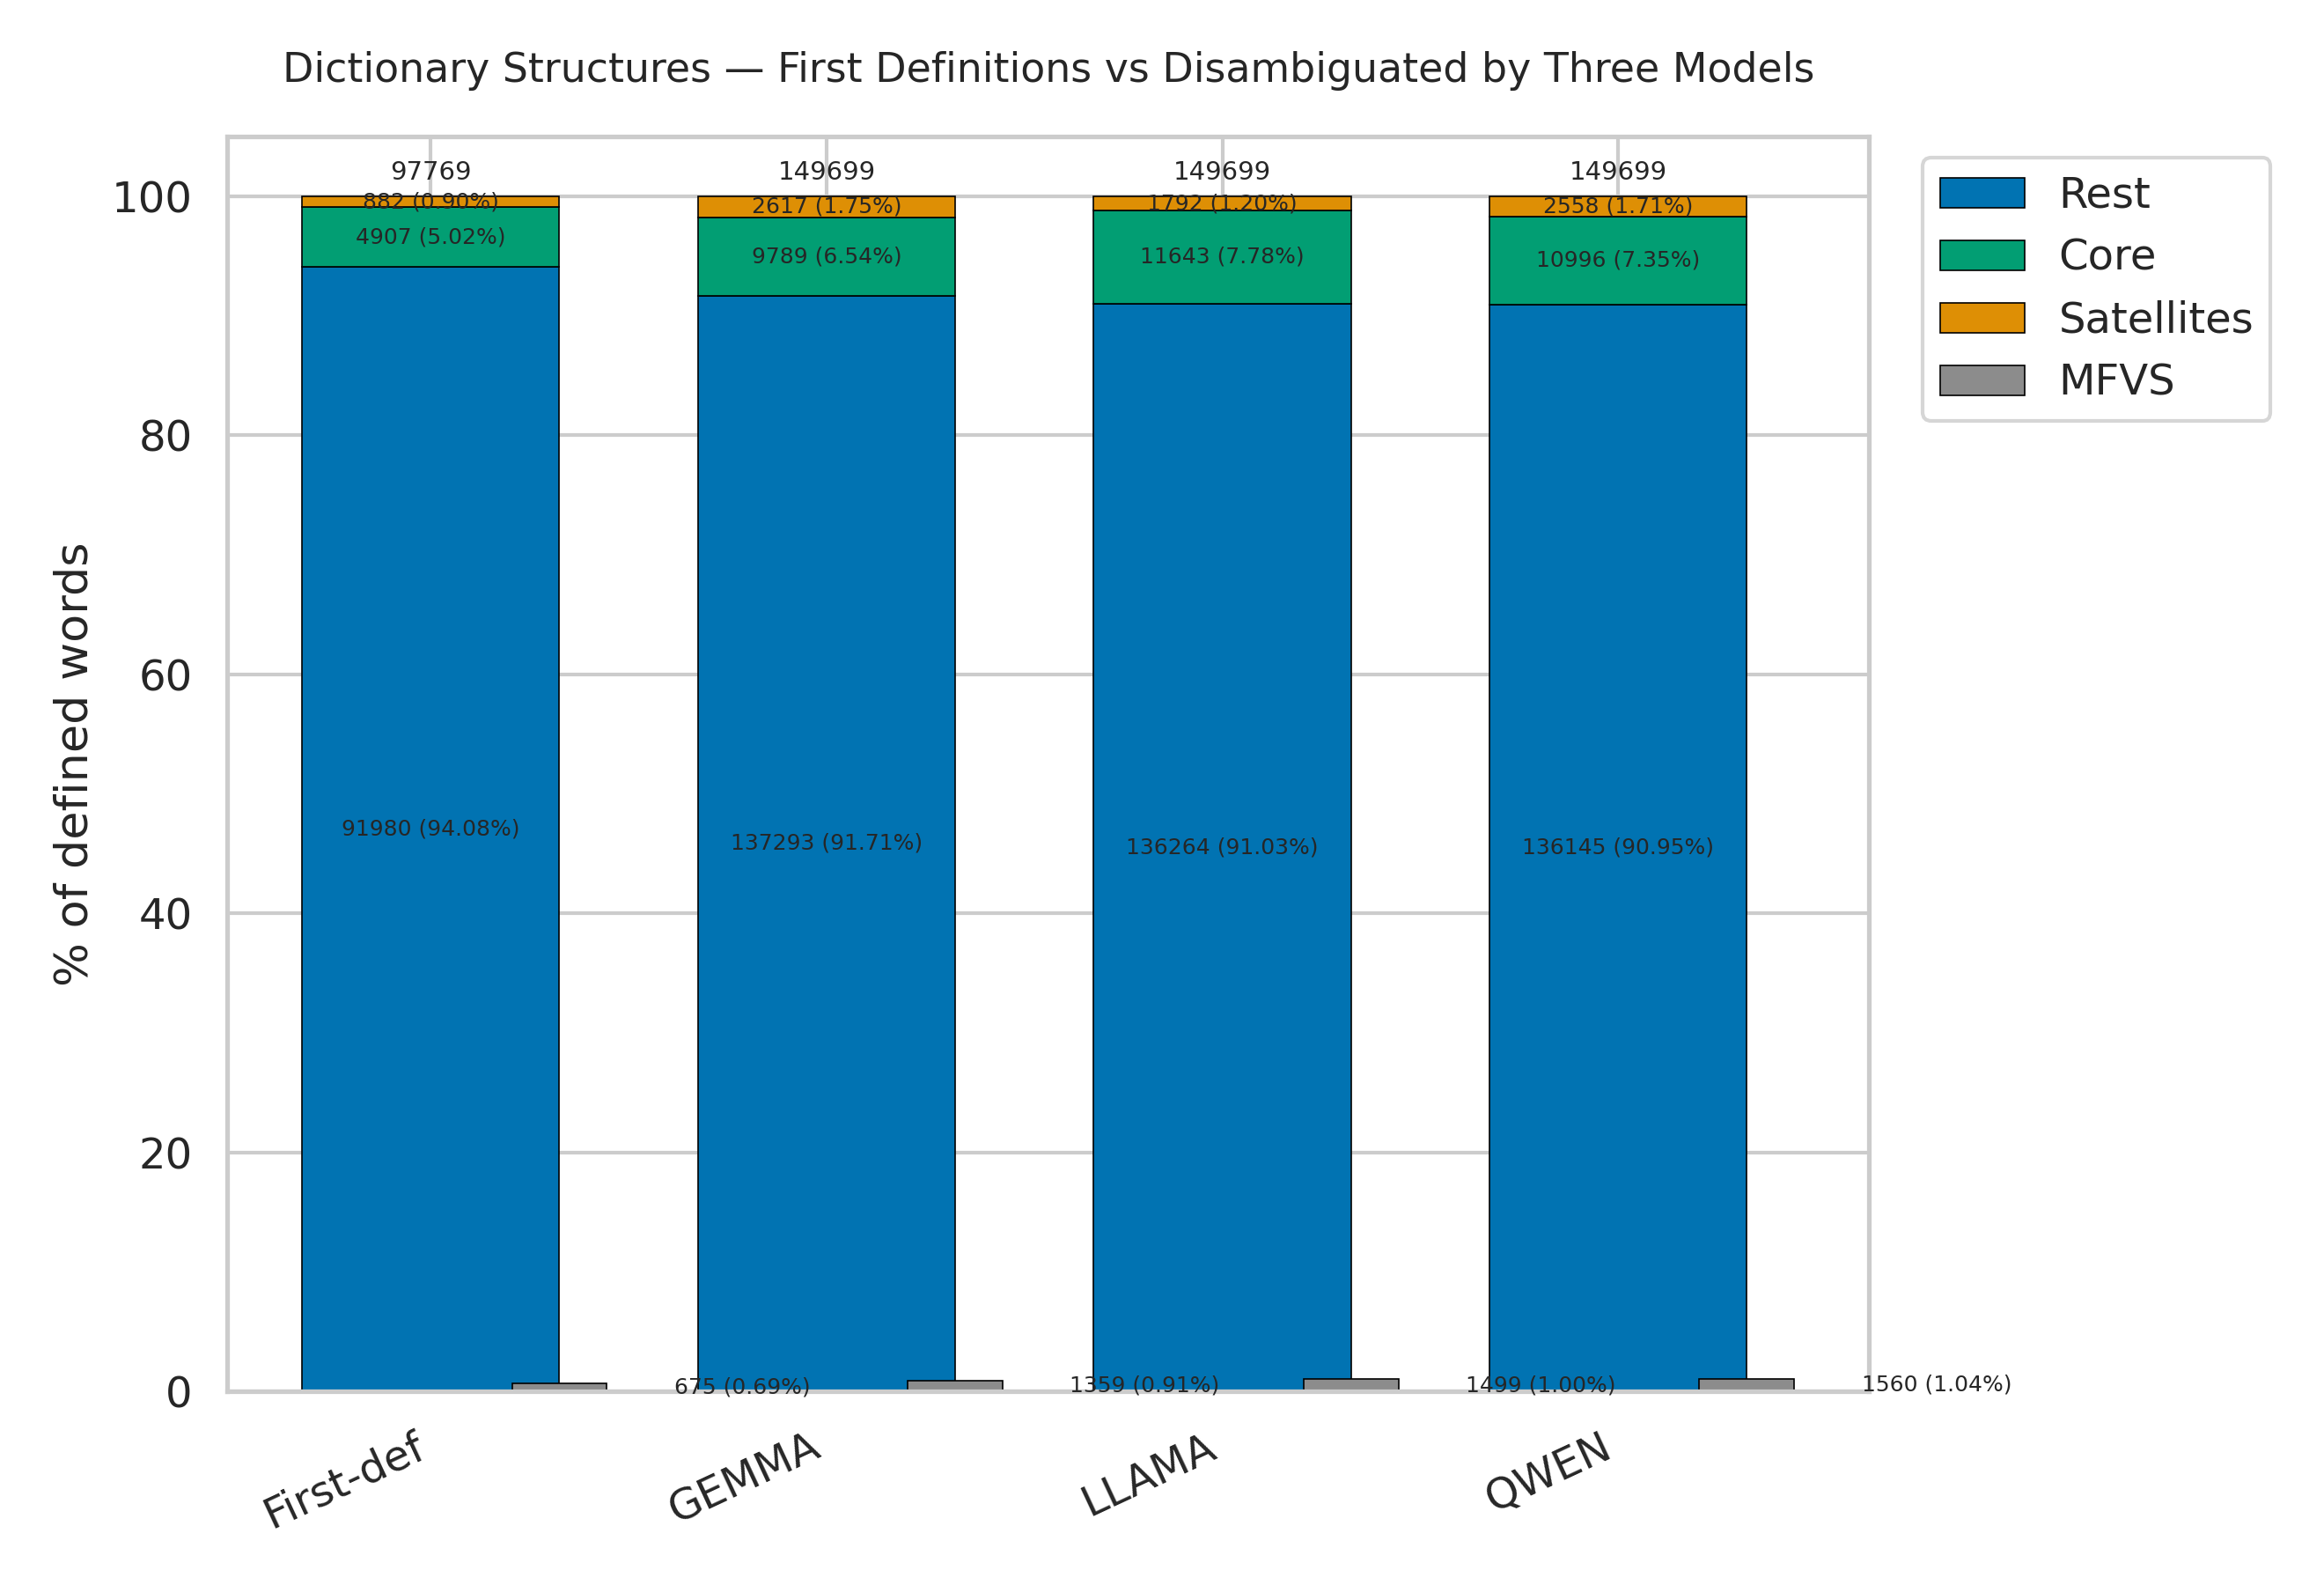 Dictionary Structures — First Definitions vs Disambiguated by Three Models
% of defined words
100
80
60
40
20
0
97769
149699
149699
149699
882 (0.90%)
2617 (1.75%)
1792 (1.20%)
2558 (1.71%)
4907 (5.02%)
9789 (6.54%)
11643 (7.78%)
10996 (7.35%)
91980 (94.08%)
137293 (91.71%)
136264 (91.03%)
136145 (90.95%)
675 (0.69%)
1359 (0.91%)
1499 (1.00%)
1560 (1.04%)
First-def
GEMMA
LLAMA
QWEN
Rest
Core
Satellites
MFVS